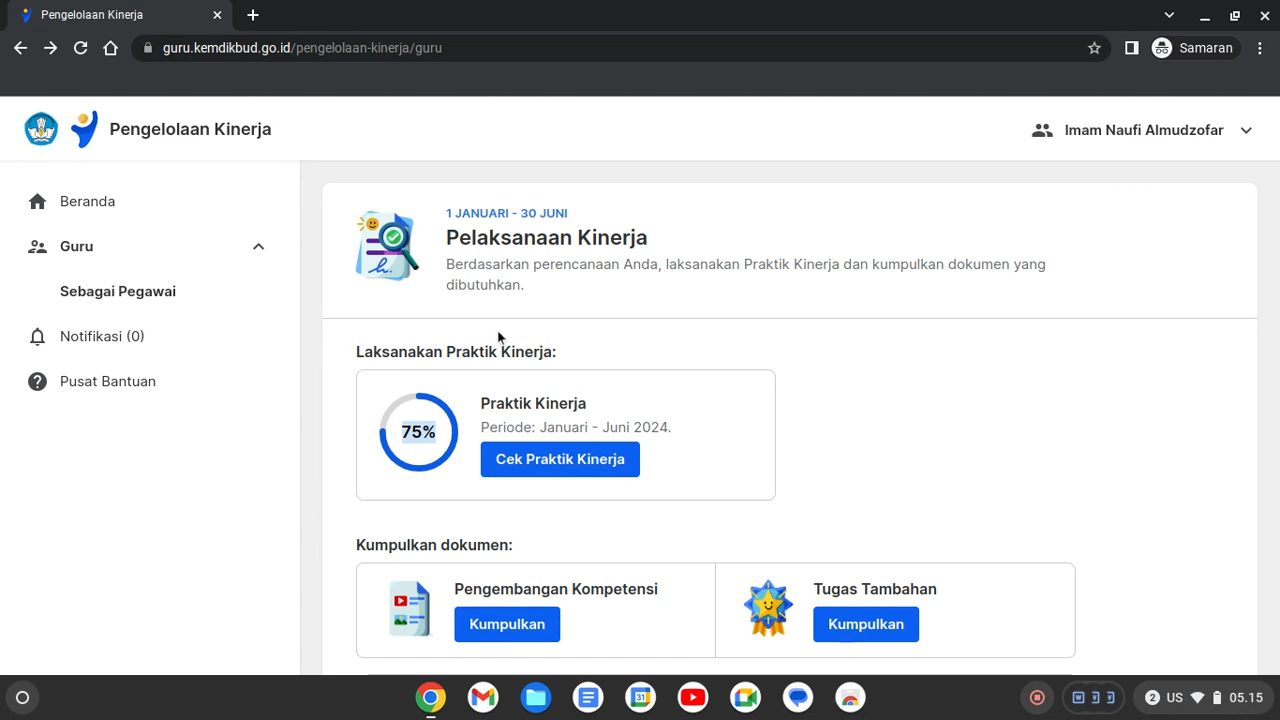 Pengelolaan Kinerja
guru.kemdikbud.go.id/pengelolaan-kinerja/guru
Samaran
Pengelolaan Kinerja
Imam Naufi Almudzofar
Beranda
Guru
Sebagai Pegawai
Notifikasi (0)
Pusat Bantuan
1 JANUARI - 30 JUNI
Pelaksanaan Kinerja
Berdasarkan perencanaan Anda, laksanakan Praktik Kinerja dan kumpulkan dokumen yang
dibutuhkan.
Laksanakan Praktik Kinerja:
75%
Praktik Kinerja
Periode: Januari - Juni 2024.
Cek Praktik Kinerja
Kumpulkan dokumen:
Pengembangan Kompetensi
Kumpulkan
Tugas Tambahan
Kumpulkan
31
2 US 05.15